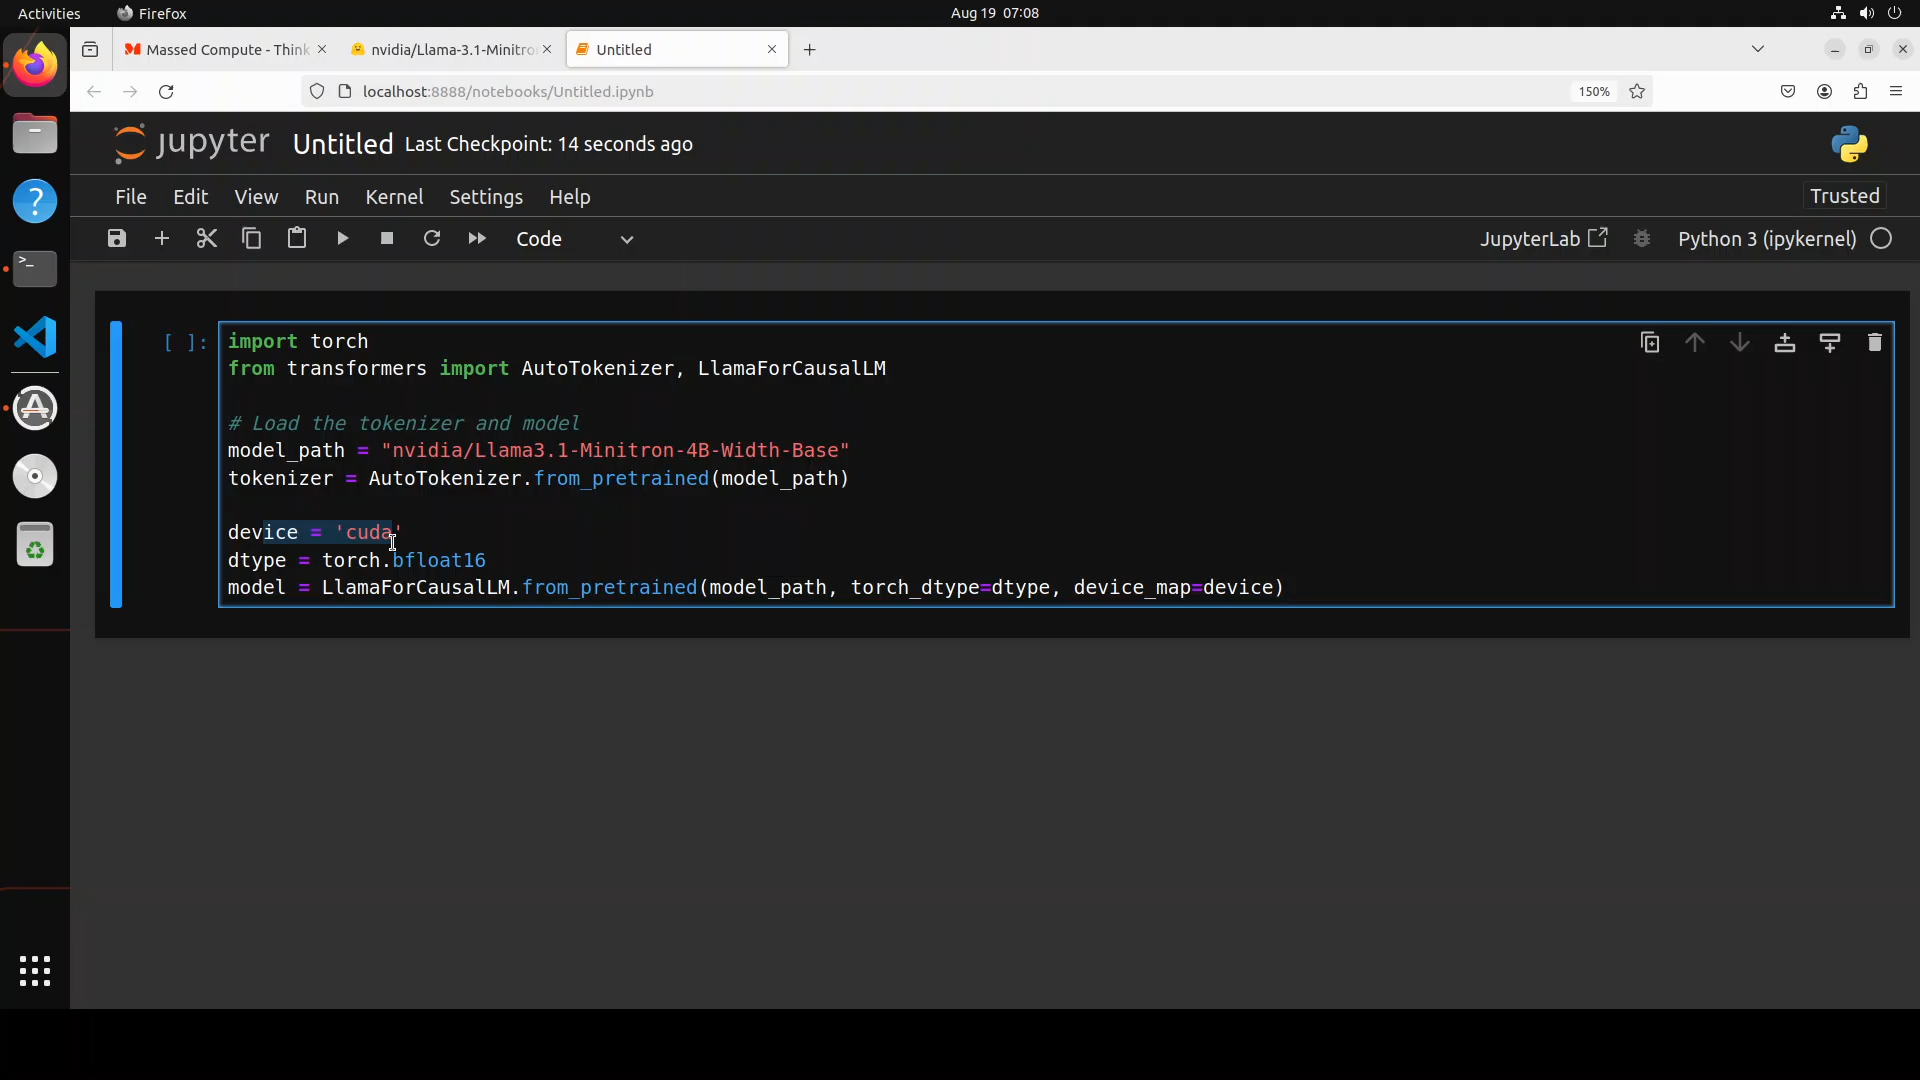 Activities Firefox Aug 19 07:08
Massed Compute - Think nvidia/Llama-3.1-Minitro Untitled
localhost:8888/notebooks/Untitled.ipynb 150%
jupyter Untitled Last Checkpoint: 14 seconds ago
File Edit View Run Kernel Settings Help Trusted
Code JupyterLab Python 3 (ipykernel)
[ ]: import torch
from transformers import AutoTokenizer, LlamaForCausalLM
# Load the tokenizer and model
model_path = "nvidia/Llama3.1-Minitron-4B-Width-Base"
tokenizer = AutoTokenizer.from_pretrained(model_path)
device = 'cuda'
dtype = torch.bfloat16
model = LlamaForCausalLM.from_pretrained(model_path, torch_dtype=dtype, device_map=device)